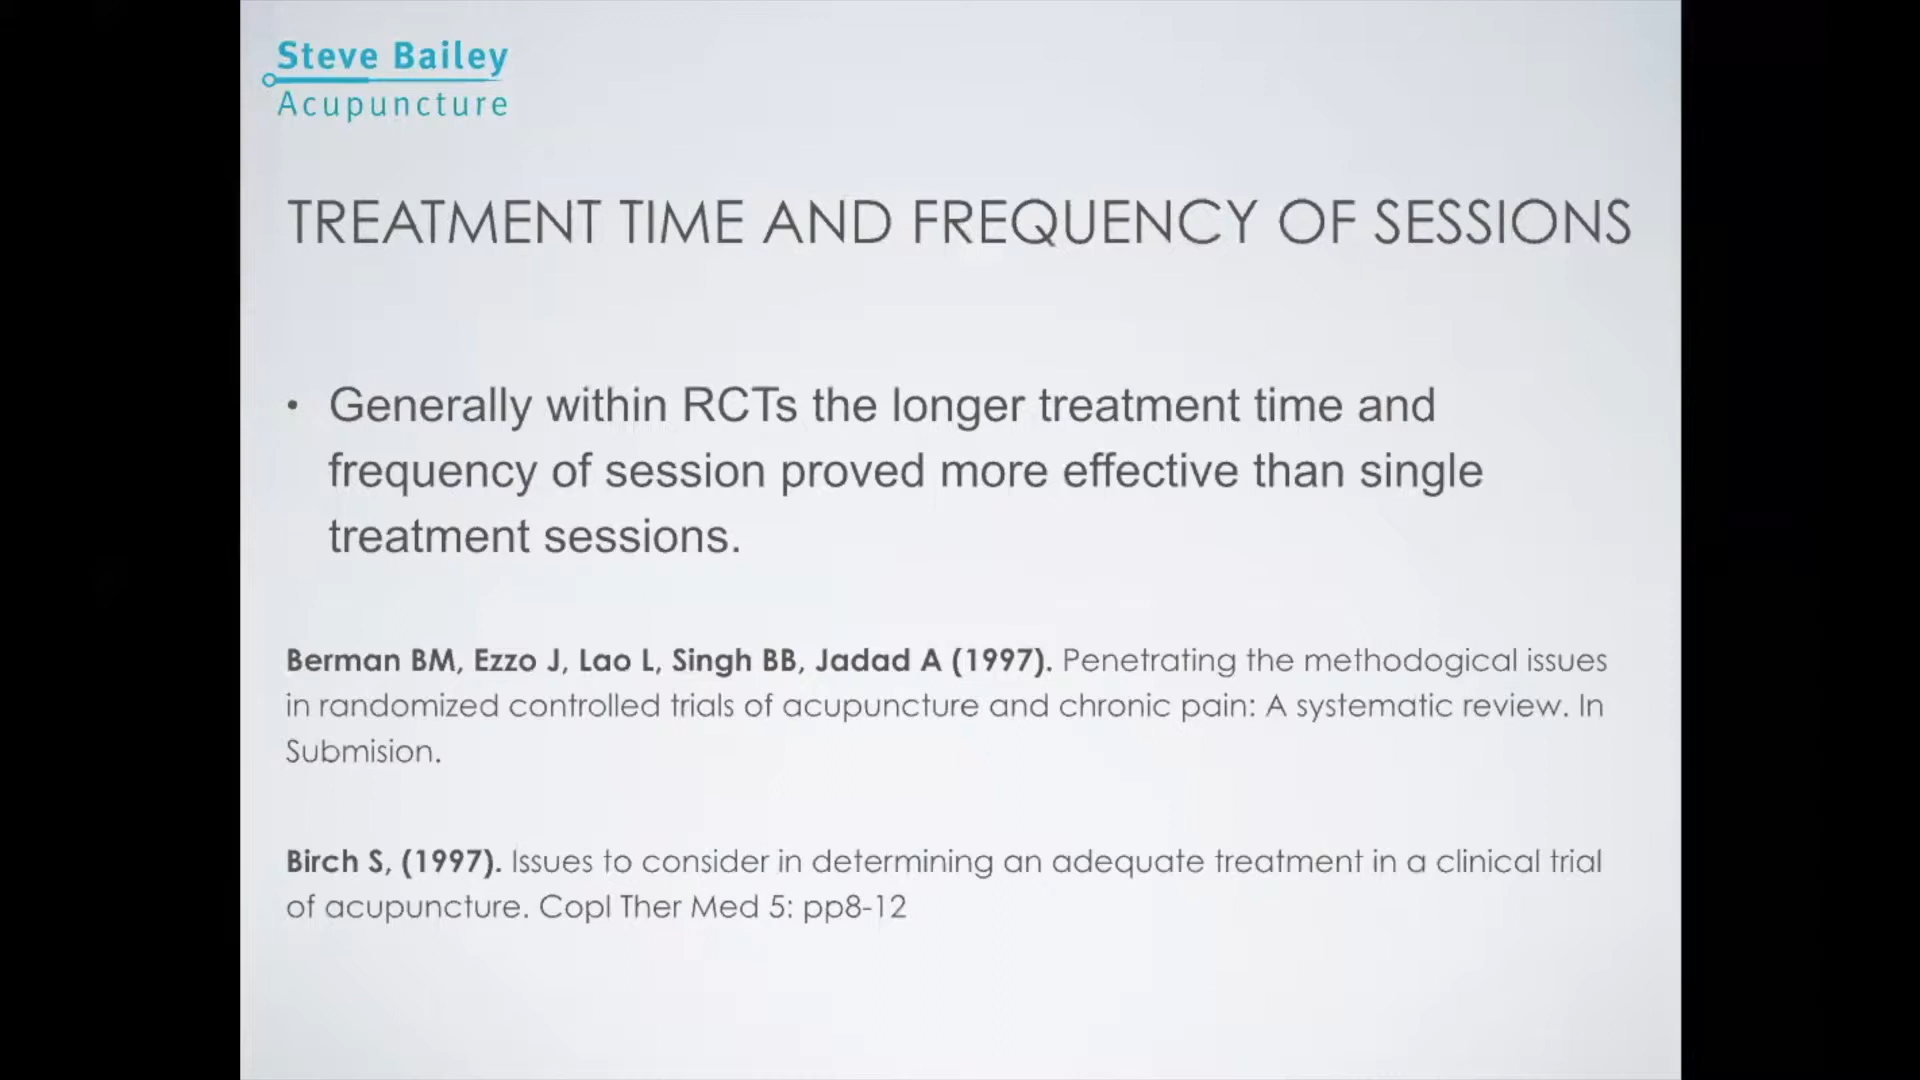 Steve Bailey
Acupuncture
TREATMENT TIME AND FREQUENCY OF SESSIONS
• Generally within RCTs the longer treatment time and
frequency of session proved more effective than single
treatment sessions.
Berman BM, Ezzo J, Lao L, Singh BB, Jadad A (1997). Penetrating the methodogical issues
in randomized controlled trials of acupuncture and chronic pain: A systematic review. In
Submision.
Birch S, (1997). Issues to consider in determining an adequate treatment in a clinical trial
of acupuncture. Copl Ther Med 5: pp8-12